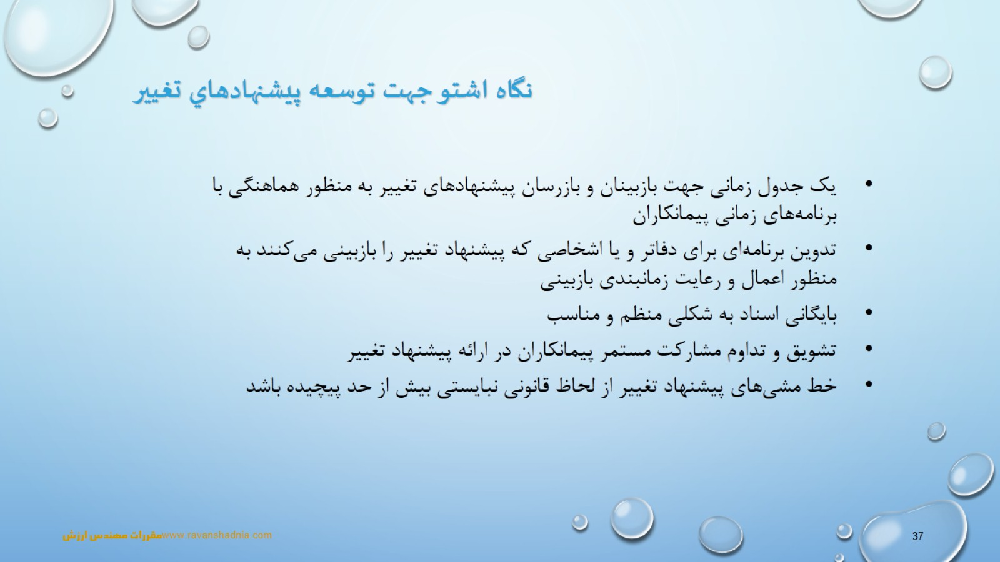 نگاه اشتو جهت توسعه پيشنهادهاي تغيير
• یک جدول زمانی جهت بازبینان و بازرسان پیشنهادهای تغییر به منظور هماهنگی با
برنامه‌های زمانی پیمانکاران
• تدوین برنامه‌ای برای دفاتر و یا اشخاصی که پیشنهاد تغییر را بازبینی می‌کنند به
منظور اعمال و رعایت زمانبندی بازبینی
• بایگانی اسناد به شکلی منظم و مناسب
• تشویق و تداوم مشارکت مستمر پیمانکاران در ارائه پیشنهاد تغییر
• خط مشی‌های پیشنهاد تغییر از لحاظ قانونی نبایستی بیش از حد پیچیده باشد
مقررات مهندس ارزش www.ravanshadnia.com
37